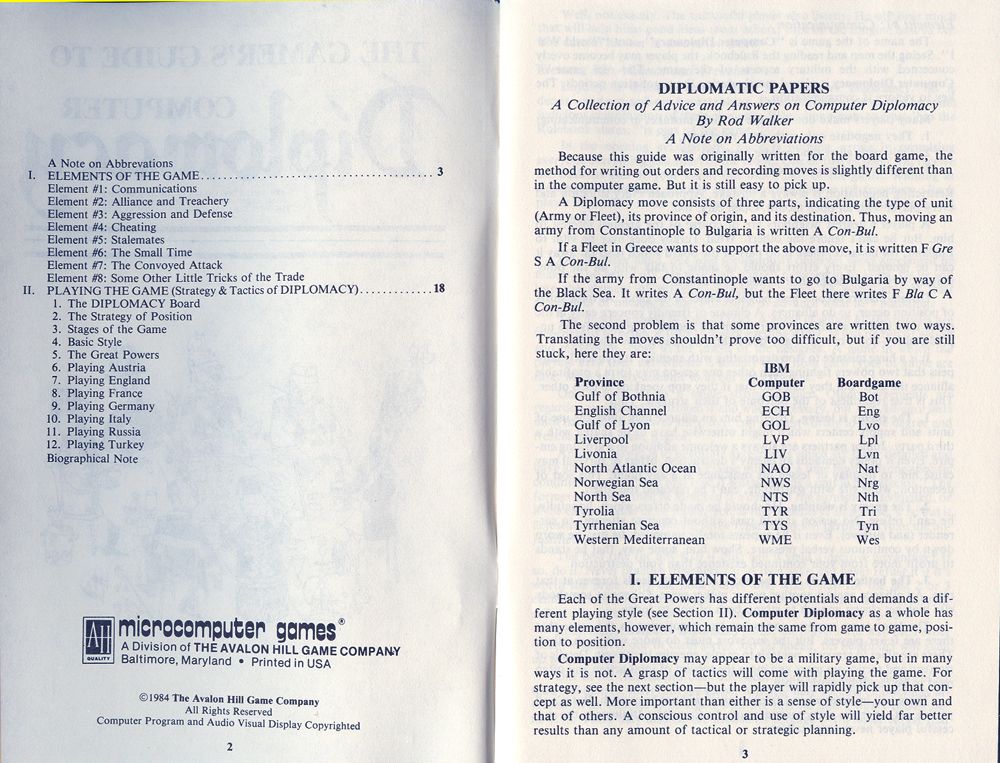 A Note on Abbrevations
I. ELEMENTS OF THE GAME........................................ 3
Element #1: Communications
Element #2: Alliance and Treachery
Element #3: Aggression and Defense
Element #4: Cheating
Element #5: Stalemates
Element #6: The Small Time
Element #7: The Convoyed Attack
Element #8: Some Other Little Tricks of the Trade
II. PLAYING THE GAME (Strategy & Tactics of DIPLOMACY).............18
1. The DIPLOMACY Board
2. The Strategy of Position
3. Stages of the Game
4. Basic Style
5. The Great Powers
6. Playing Austria
7. Playing England
8. Playing France
9. Playing Germany
10. Playing Italy
11. Playing Russia
12. Playing Turkey
Biographical Note
AH QUALITY
microcomputer games®
A Division of THE AVALON HILL GAME COMPANY
Baltimore, Maryland • Printed in USA
©1984 The Avalon Hill Game Company
All Rights Reserved
Computer Program and Audio Visual Display Copyrighted
2
DIPLOMATIC PAPERS
A Collection of Advice and Answers on Computer Diplomacy
By Rod Walker
A Note on Abbreviations
Because this guide was originally written for the board game, the
method for writing out orders and recording moves is slightly different than
in the computer game. But it is still easy to pick up.
A Diplomacy move consists of three parts, indicating the type of unit
(Army or Fleet), its province of origin, and its destination. Thus, moving an
army from Constantinople to Bulgaria is written A Con-Bul.
If a Fleet in Greece wants to support the above move, it is written F Gre
S A Con-Bul.
If the army from Constantinople wants to go to Bulgaria by way of
the Black Sea. It writes A Con-Bul, but the Fleet there writes F Bla C A
Con-Bul.
The second problem is that some provinces are written two ways.
Translating the moves shouldn't prove too difficult, but if you are still
stuck, here they are:
IBM
Province Computer Boardgame
Gulf of Bothnia GOB Bot
English Channel ECH Eng
Gulf of Lyon GOL Lvo
Liverpool LVP Lpl
Livonia LIV Lvn
North Atlantic Ocean NAO Nat
Norwegian Sea NWS Nrg
North Sea NTS Nth
Tyrolia TYR Tri
Tyrrhenian Sea TYS Tyn
Western Mediterranean WME Wes
I. ELEMENTS OF THE GAME
Each of the Great Powers has different potentials and demands a dif-
ferent playing style (see Section II). Computer Diplomacy as a whole has
many elements, however, which remain the same from game to game, posi-
tion to position.
Computer Diplomacy may appear to be a military game, but in many
ways it is not. A grasp of tactics will come with playing the game. For
strategy, see the next section—but the player will rapidly pick up that con-
cept as well. More important than either is a sense of style—your own and
that of others. A conscious control and use of style will yield far better
results than any amount of tactical or strategic planning.
3